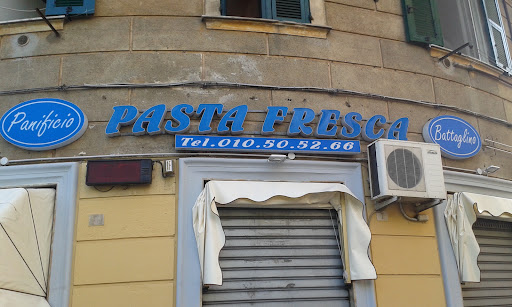 Panificio
PASTA FRESCA
Battaglino
Tel.010.50.52.66